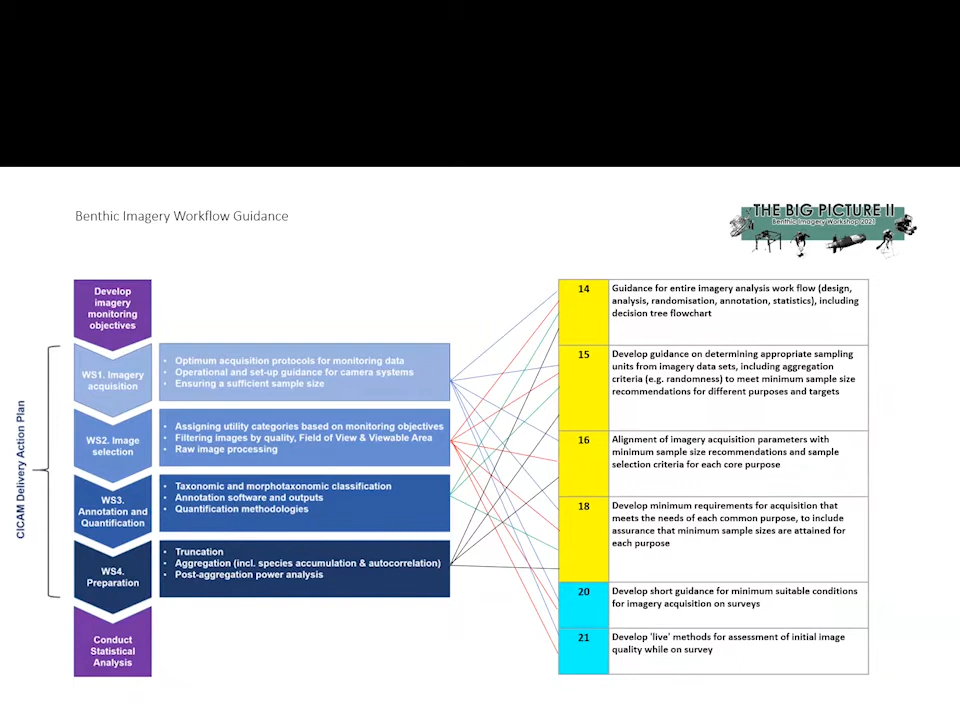 Benthic Imagery Workflow Guidance
THE BIG PICTURE II
Benthic Imagery Workshop 2021
CICAM Delivery Action Plan
Develop
imagery
monitoring
objectives
WS1. Imagery
acquisition
• Optimum acquisition protocols for monitoring data
• Operational and set-up guidance for camera systems
• Ensuring a sufficient sample size
WS2. Image
selection
• Assigning utility categories based on monitoring objectives
• Filtering images by quality, Field of View & Viewable Area
• Raw image processing
WS3.
Annotation and
Quantification
• Taxonomic and morphotaxonomic classification
• Annotation software and outputs
• Quantification methodologies
WS4.
Preparation
• Truncation
• Aggregation (incl. species accumulation & autocorrelation)
• Post-aggregation power analysis
Conduct
Statistical
Analysis
14
Guidance for entire imagery analysis work flow (design,
analysis, randomisation, annotation, statistics), including
decision tree flowchart
15
Develop guidance on determining appropriate sampling
units from imagery data sets, including aggregation
criteria (e.g. randomness) to meet minimum sample size
recommendations for different purposes and targets
16
Alignment of imagery acquisition parameters with
minimum sample size recommendations and sample
selection criteria for each core purpose
18
Develop minimum requirements for acquisition that
meets the needs of each common purpose, to include
assurance that minimum sample sizes are attained for
each purpose
20
Develop short guidance for minimum suitable conditions
for imagery acquisition on surveys
21
Develop 'live' methods for assessment of initial image
quality while on survey